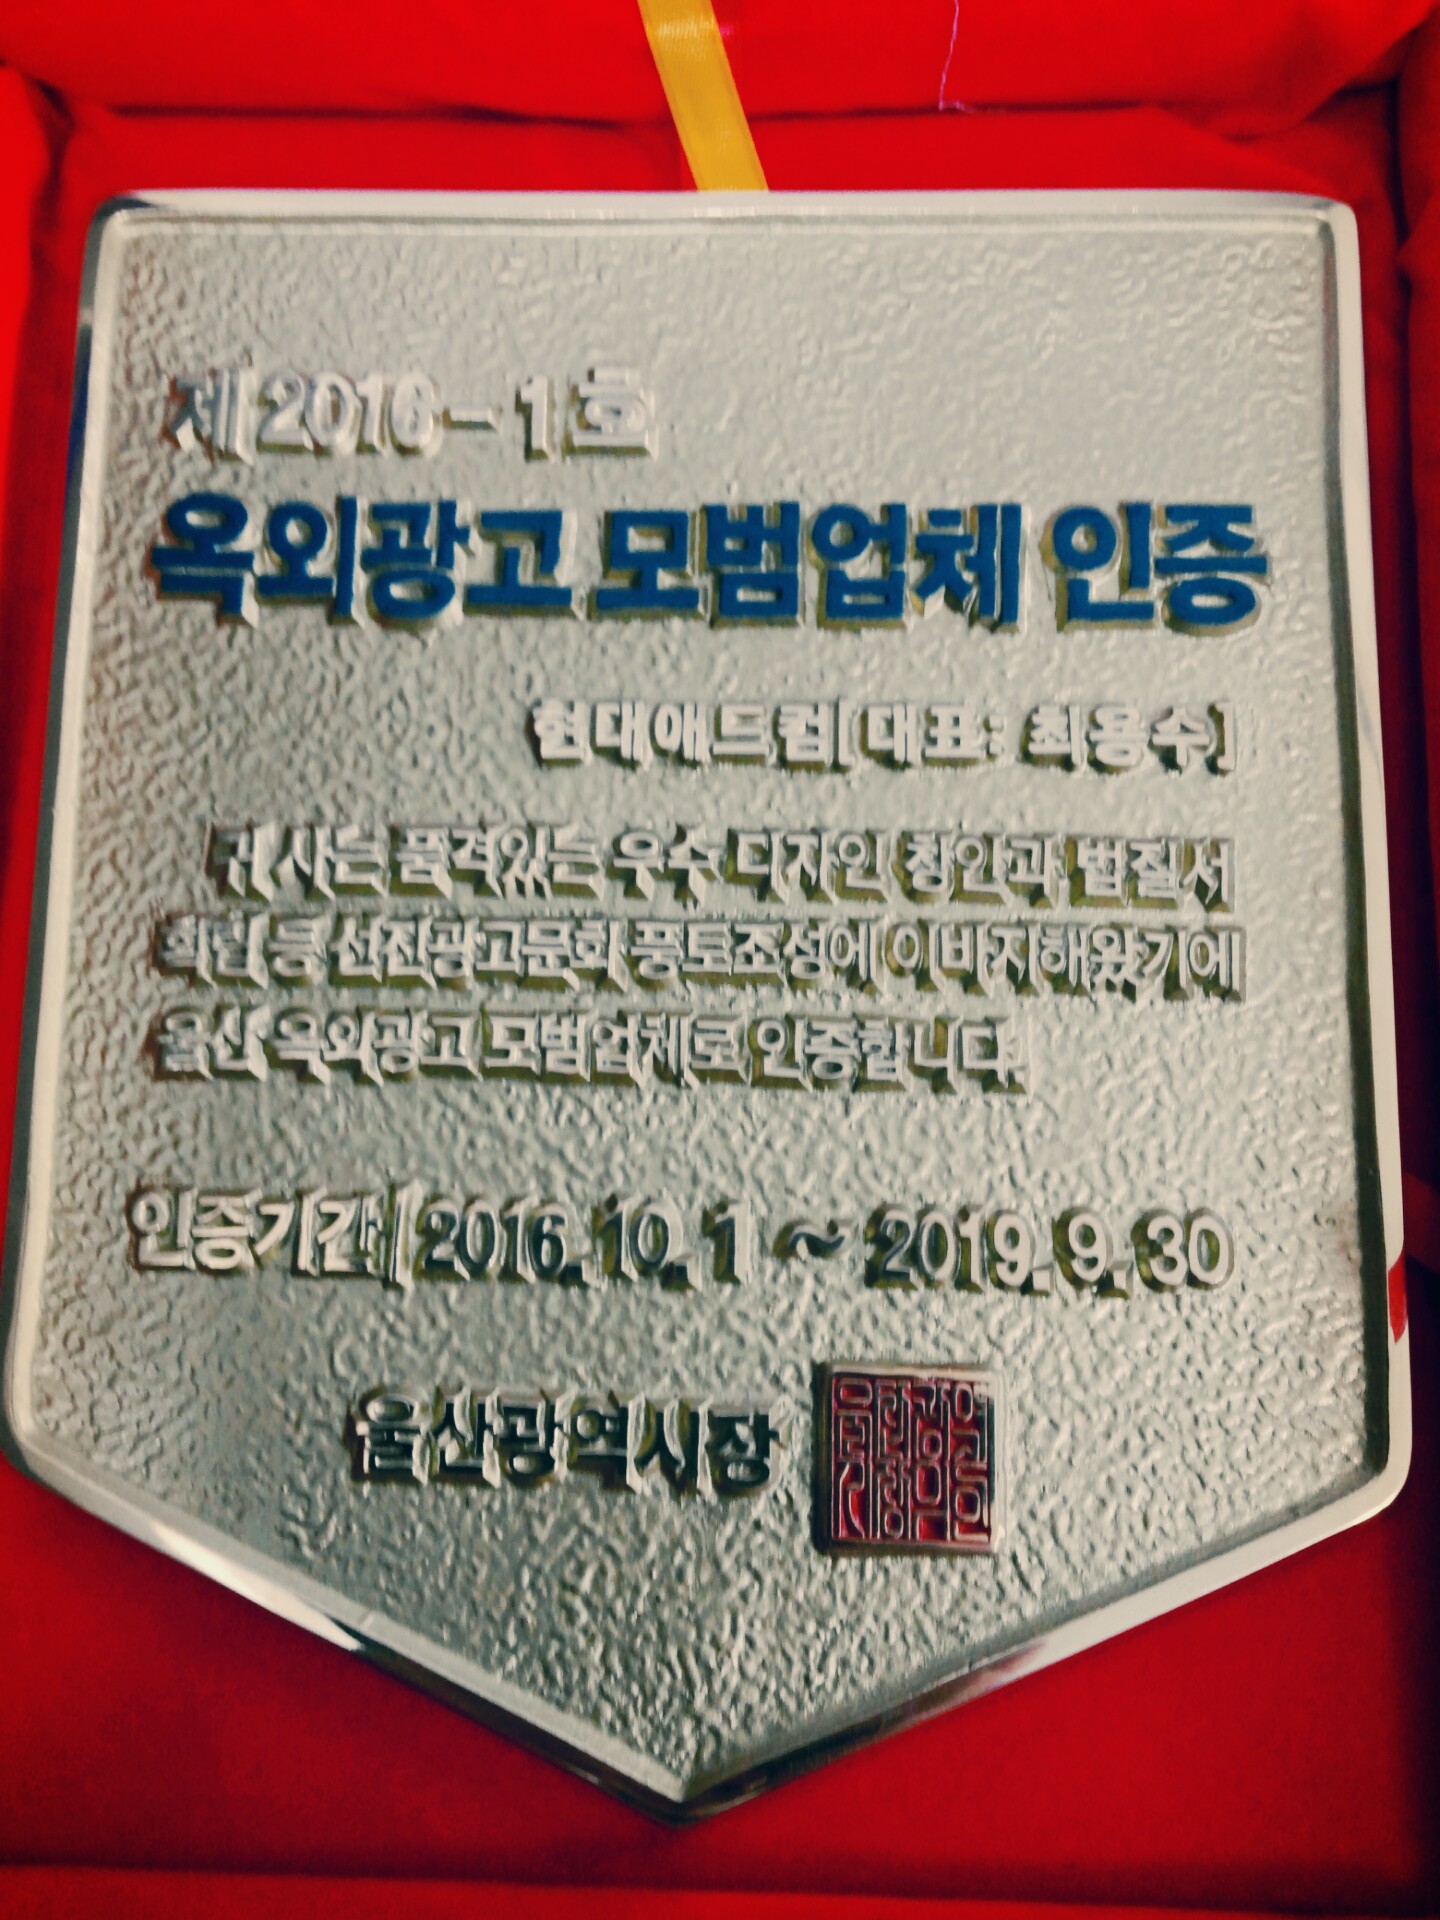 제 2016 - 1 호
옥외광고 모범업체 인증
현대애드컴[대표: 최용수]
귀 사는 품격있는 우수 디자인 창안과 법질서
확립 등 선진광고문화 풍토조성에 이바지해왔기에
울산 옥외광고 모범업체로 인증합니다.
인증기간 | 2016. 10. 1 ~ 2019. 9. 30
울산광역시장